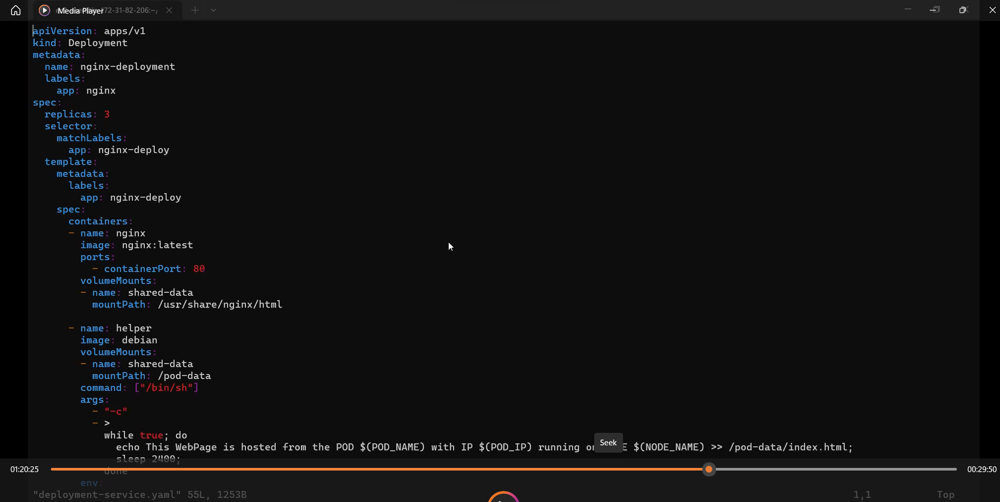 Media Player 72-31-82-206:~/
apiVersion: apps/v1
kind: Deployment
metadata:
  name: nginx-deployment
  labels:
    app: nginx
spec:
  replicas: 3
  selector:
    matchLabels:
      app: nginx-deploy
  template:
    metadata:
      labels:
        app: nginx-deploy
    spec:
      containers:
      - name: nginx
        image: nginx:latest
        ports:
          - containerPort: 80
        volumeMounts:
        - name: shared-data
          mountPath: /usr/share/nginx/html
      - name: helper
        image: debian
        volumeMounts:
        - name: shared-data
          mountPath: /pod-data
        command: ["/bin/sh"]
        args:
          - "-c"
          - >
            while true; do
              echo This WebPage is hosted from the POD $(POD_NAME) with IP $(POD_IP) running E $(NODE_NAME) >> /pod-data/index.html;
Seek
              sleep 2400;
            done
01:20:25 00:29:50
        env:
"deployment-service.yaml" 55L, 1253B 1,1 Top